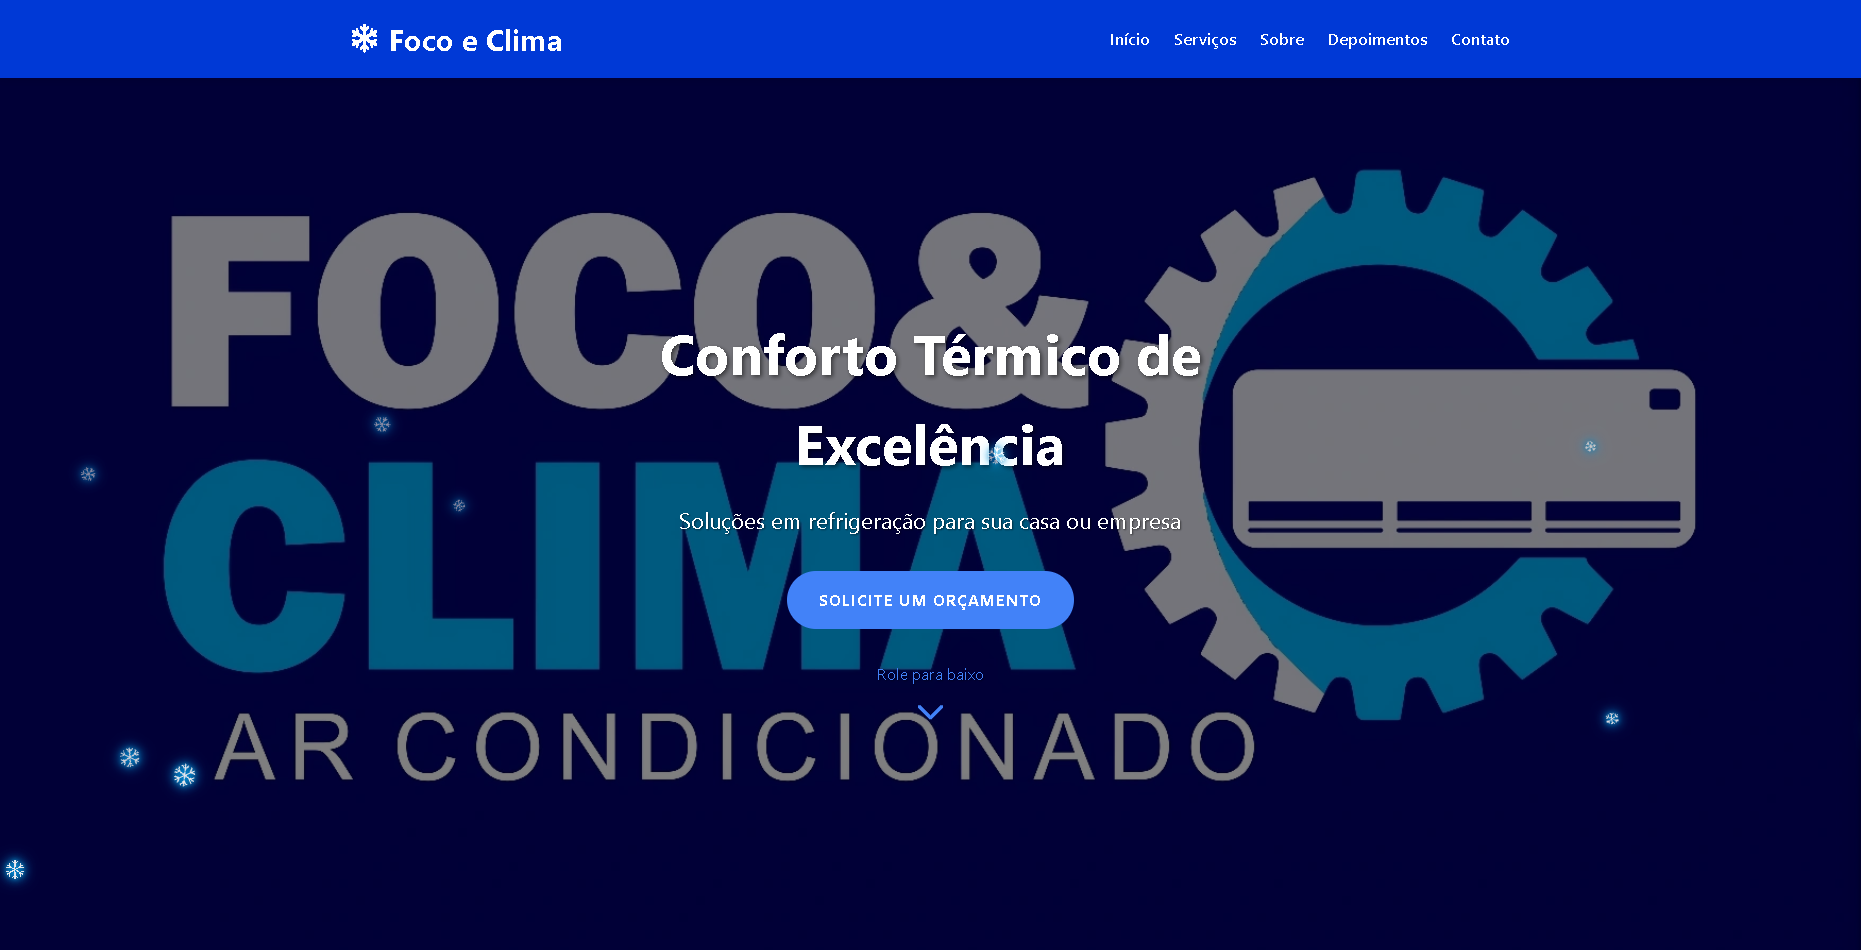 Foco e Clima
Início Serviços Sobre Depoimentos Contato
FOCO&
CLIMA
AR CONDICIONADO
Conforto Térmico de
Excelência
Soluções em refrigeração para sua casa ou empresa
SOLICITE UM ORÇAMENTO
Role para baixo